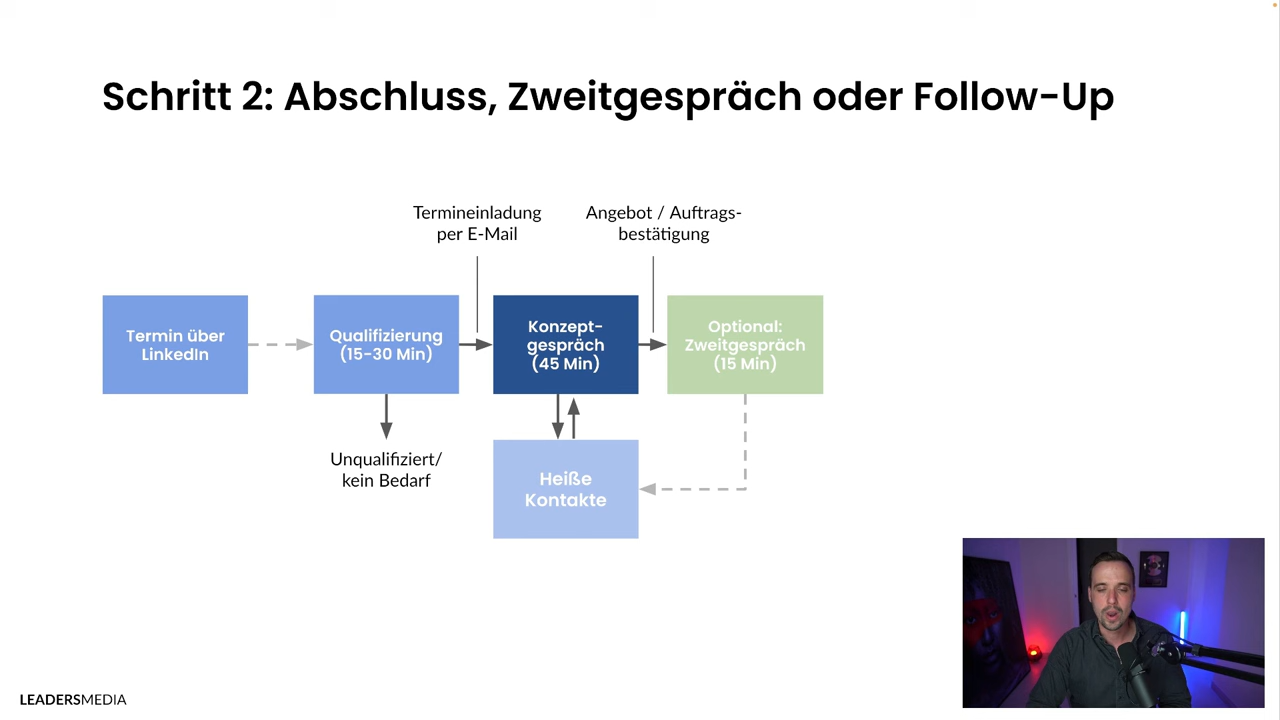 Schritt 2: Abschluss, Zweitgespräch oder Follow-Up
Termineinladung
per E-Mail
Angebot / Auftrags-
bestätigung
Termin über
LinkedIn
Qualifizierung
(15-30 Min)
Konzept-
gespräch
(45 Min)
Optional:
Zweitgespräch
(15 Min)
Unqualifiziert/
kein Bedarf
Heiße
Kontakte
LEADERSMEDIA